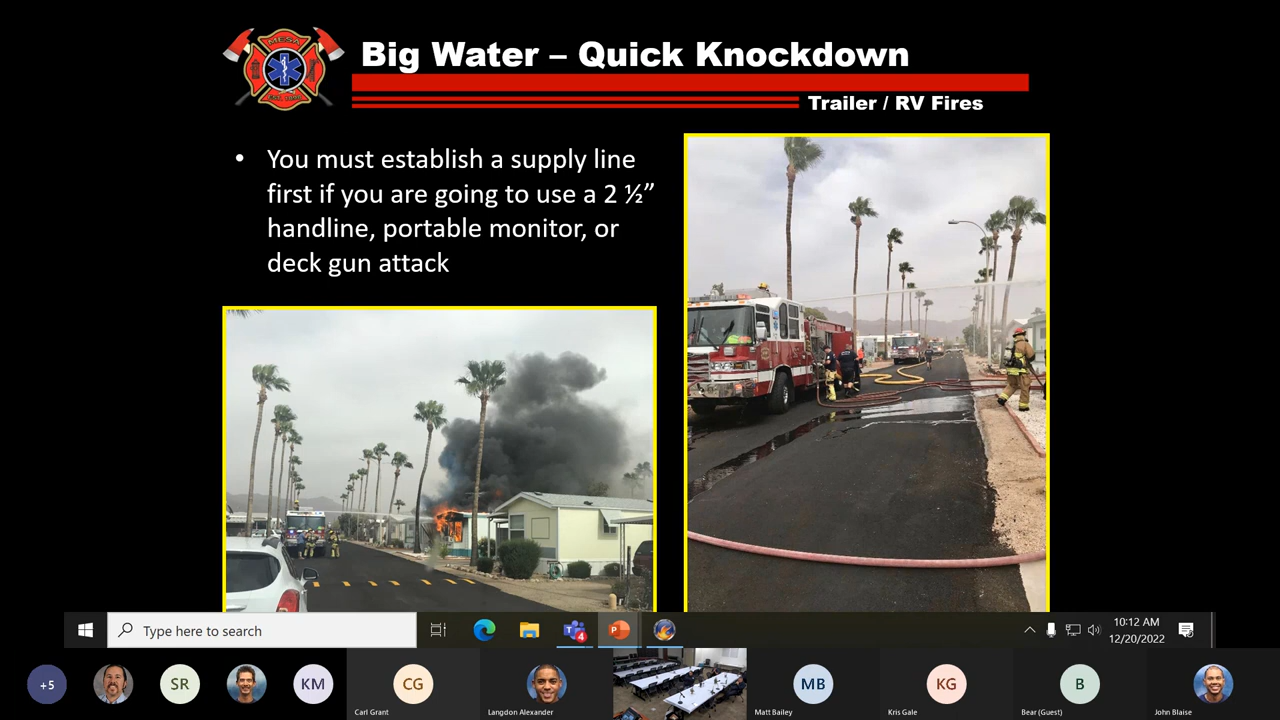 MESA
Big Water – Quick Knockdown
Trailer / RV Fires
• You must establish a supply line
first if you are going to use a 2 ½”
handline, portable monitor, or
deck gun attack
Type here to search
4
10:12 AM
12/20/2022
+5
SR
KM
CG
MB
KG
B
Carl Grant
Langdon Alexander
Matt Bailey
Kris Gale
Bear (Guest)
John Blaise